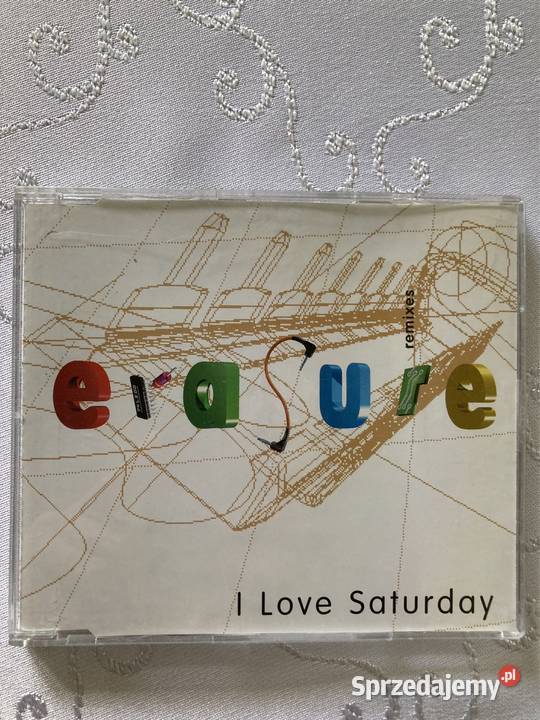 remixes
erasure
I Love Saturday
Sprzedajemy.pl